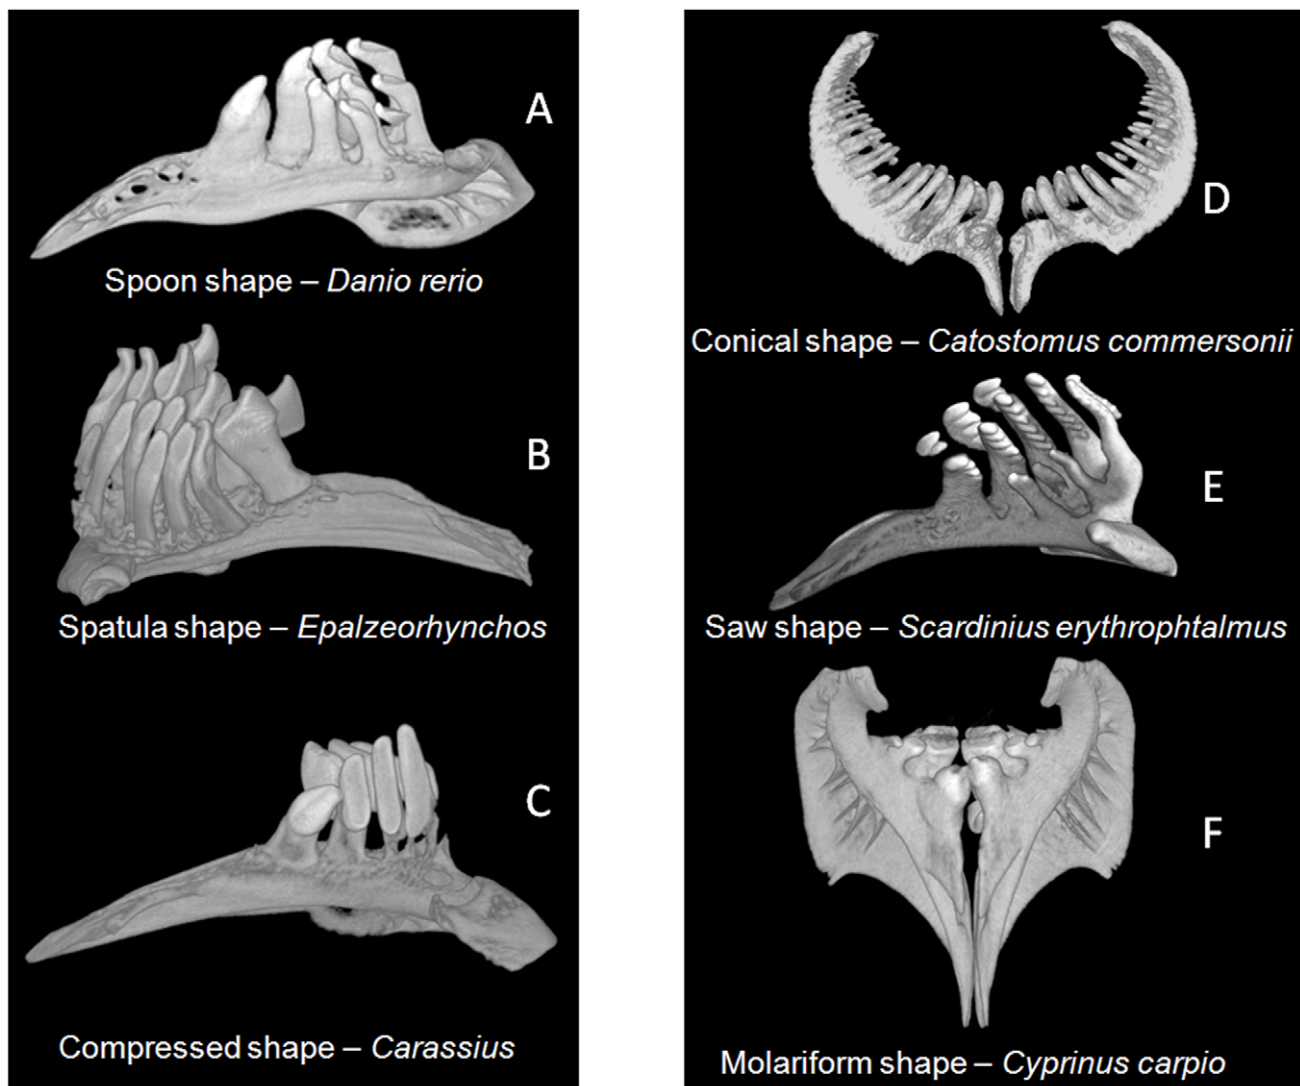 A
Spoon shape – Danio rerio
B
Spatula shape – Epalzeorhynchos
C
Compressed shape – Carassius
D
Conical shape – Catostomus commersonii
E
Saw shape – Scardinius erythrophtalmus
F
Molariform shape – Cyprinus carpio